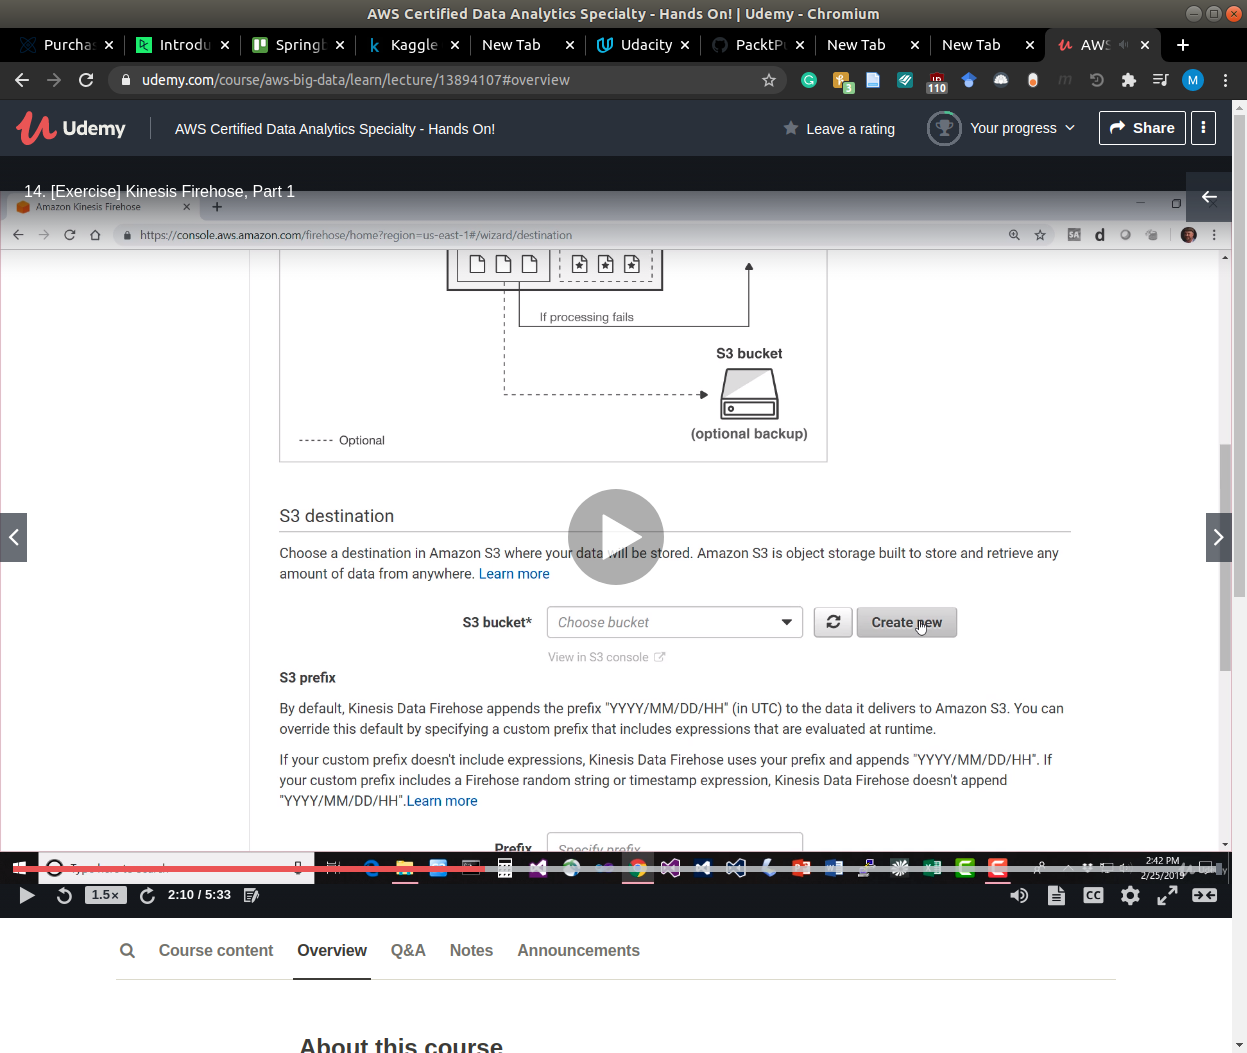 AWS Certified Data Analytics Specialty - Hands On! | Udemy - Chromium
Purcha
Introdu
Spring
Kaggle
New Tab
Udacity
PacktP
New Tab
New Tab
AWS
udemy.com/course/aws-big-data/learn/lecture/13894107#overview
3
110
M
Udemy
AWS Certified Data Analytics Specialty - Hands On!
Leave a rating
Your progress
Share
14. [Exercise] Kinesis Firehose, Part 1
Amazon Kinesis Firehose
https://console.aws.amazon.com/firehose/home?region=us-east-1#/wizard/destination
If processing fails
S3 bucket
(optional backup)
Optional
S3 destination
Choose a destination in Amazon S3 where your data will be stored. Amazon S3 is object storage built to store and retrieve any
amount of data from anywhere. Learn more
S3 bucket* Choose bucket Create new
View in S3 console
S3 prefix
By default, Kinesis Data Firehose appends the prefix "YYYY/MM/DD/HH" (in UTC) to the data it delivers to Amazon S3. You can
override this default by specifying a custom prefix that includes expressions that are evaluated at runtime.
If your custom prefix doesn't include expressions, Kinesis Data Firehose uses your prefix and appends "YYYY/MM/DD/HH". If
your custom prefix includes a Firehose random string or timestamp expression, Kinesis Data Firehose doesn't append
"YYYY/MM/DD/HH".Learn more
Prefix Specify prefix
2:42 PM
2/25/2019
1.5×
2:10 / 5:33
CC
Course content
Overview
Q&A
Notes
Announcements
About this course